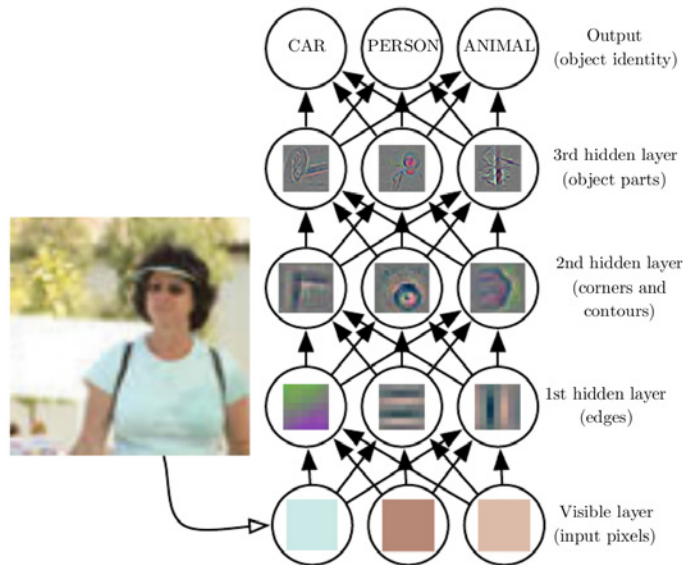 CAR PERSON ANIMAL
Output
(object identity)
3rd hidden layer
(object parts)
2nd hidden layer
(corners and
contours)
1st hidden layer
(edges)
Visible layer
(input pixels)